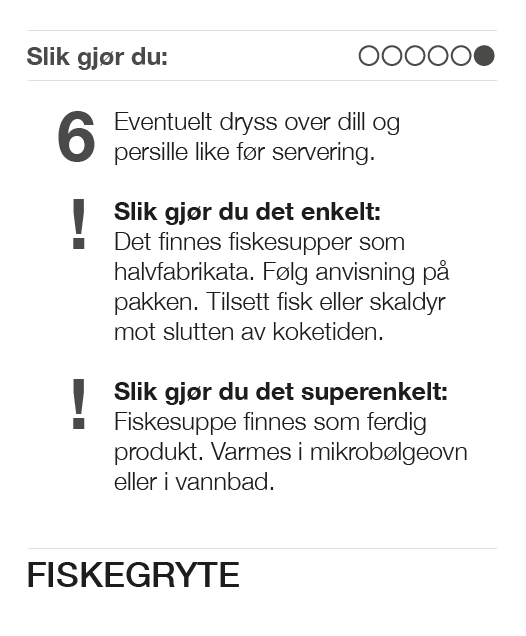 Slik gjør du:
6 Eventuelt dryss over dill og
persille like før servering.
! Slik gjør du det enkelt:
Det finnes fiskesupper som
halvfabrikata. Følg anvisning på
pakken. Tilsett fisk eller skaldyr
mot slutten av koketiden.
! Slik gjør du det superenkelt:
Fiskesuppe finnes som ferdig
produkt. Varmes i mikrobølgeovn
eller i vannbad.
FISKEGRYTE